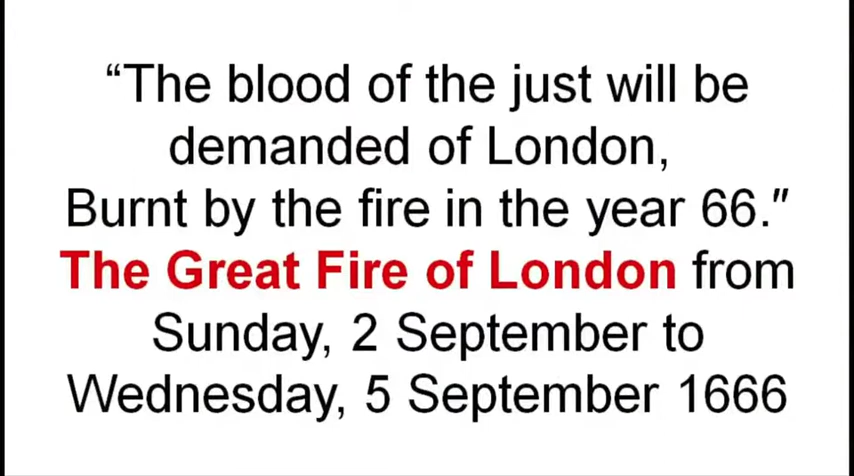 “The blood of the just will be
demanded of London,
Burnt by the fire in the year 66.″
The Great Fire of London from
Sunday, 2 September to
Wednesday, 5 September 1666